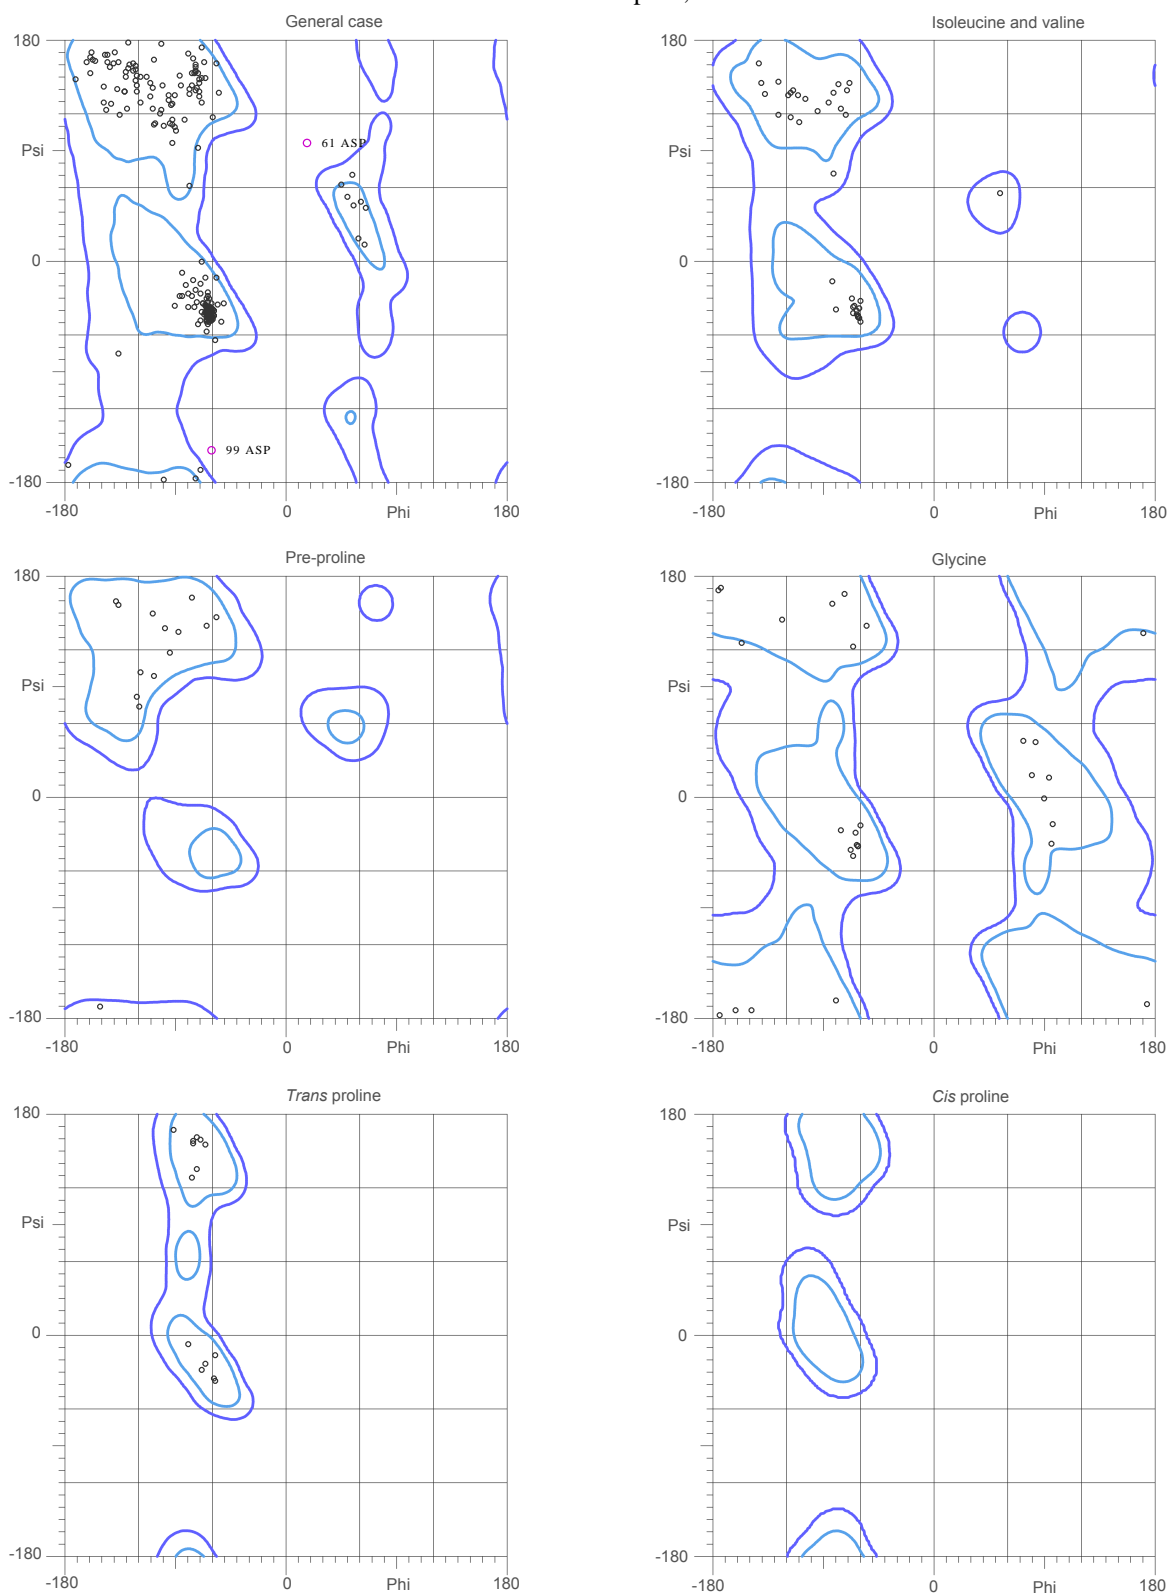 General case
Isoleucine and valine
180
180
61 ASP
Psi
Psi
0
0
99 ASP
-180
-180
-180
0
Phi
180
-180
0
Phi
180
Pre-proline
Glycine
180
180
Psi
Psi
0
0
-180
-180
-180
0
Phi
180
-180
0
Phi
180
Trans proline
Cis proline
180
180
Psi
Psi
0
0
-180
-180
-180
0
Phi
180
-180
0
Phi
180